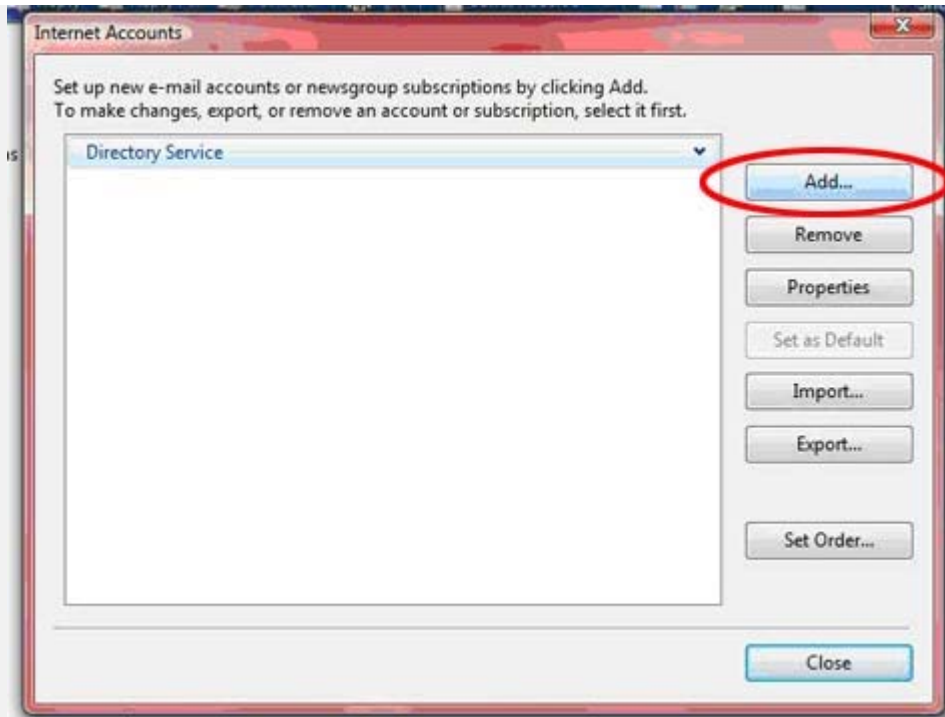 Internet Accounts
Set up new e-mail accounts or newsgroup subscriptions by clicking Add.
To make changes, export, or remove an account or subscription, select it first.
Directory Service
Add...
Remove
Properties
Set as Default
Import...
Export...
Set Order...
Close